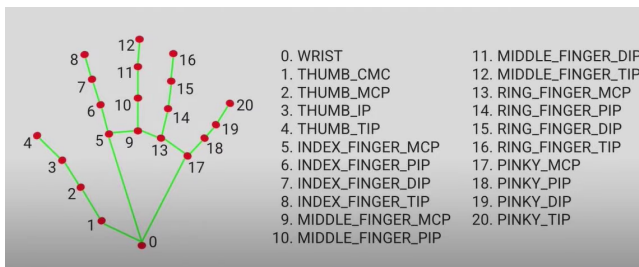 12
8
16
11
7
15
20
10
6
14
19
4
5
9
13
18
3
17
2
1
0
0. WRIST
1. THUMB_CMC
2. THUMB_MCP
3. THUMB_IP
4. THUMB_TIP
5. INDEX_FINGER_MCP
6. INDEX_FINGER_PIP
7. INDEX_FINGER_DIP
8. INDEX_FINGER_TIP
9. MIDDLE_FINGER_MCP
10. MIDDLE_FINGER_PIP
11. MIDDLE_FINGER_DIP
12. MIDDLE_FINGER_TIP
13. RING_FINGER_MCP
14. RING_FINGER_PIP
15. RING_FINGER_DIP
16. RING_FINGER_TIP
17. PINKY_MCP
18. PINKY_PIP
19. PINKY_DIP
20. PINKY_TIP